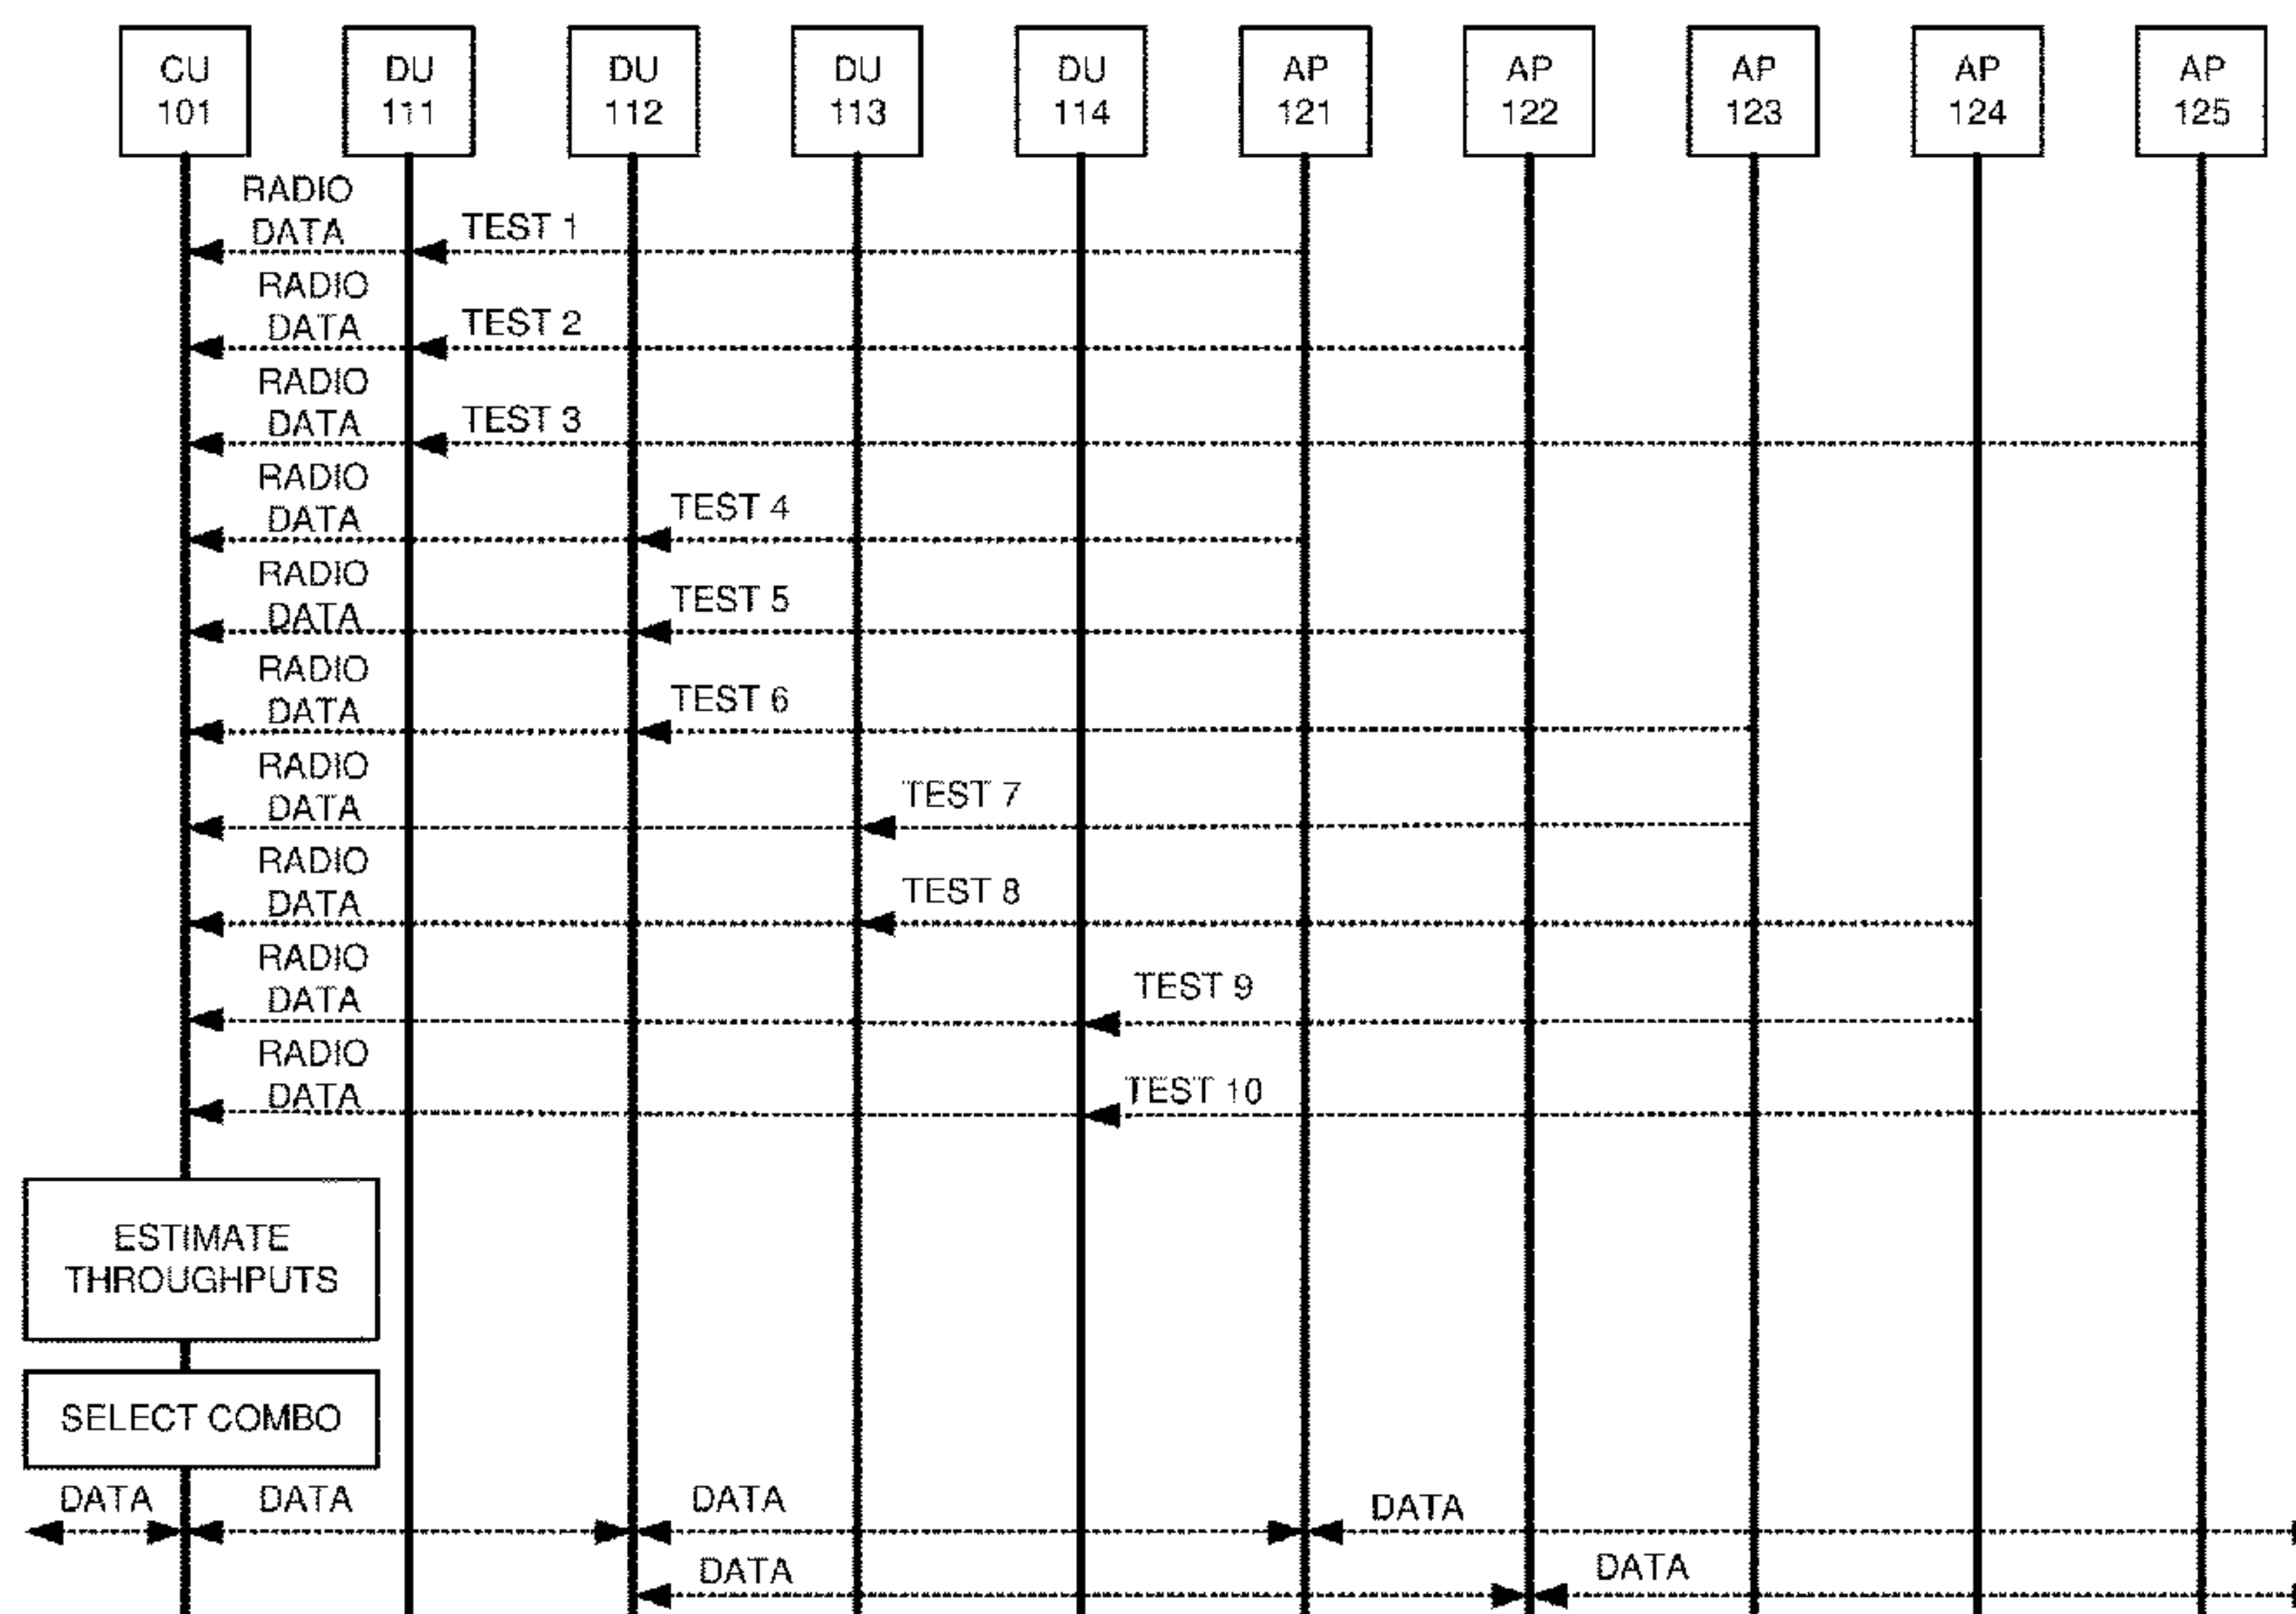 CU
101
DU
111
DU
112
DU
113
DU
114
AP
121
AP
122
AP
123
AP
124
AP
125
RADIO
DATA
TEST 1
RADIO
DATA
TEST 2
RADIO
DATA
TEST 3
RADIO
DATA
TEST 4
RADIO
DATA
TEST 5
RADIO
DATA
TEST 6
RADIO
DATA
TEST 7
RADIO
DATA
TEST 8
RADIO
DATA
TEST 9
RADIO
DATA
TEST 10
ESTIMATE
THROUGHPUTS
SELECT COMBO
DATA
DATA
DATA
DATA
DATA
DATA